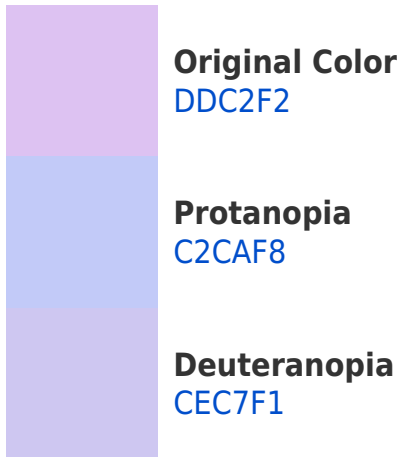 Original Color
DDC2F2
Protanopia
C2CAF8
Deuteranopia
CEC7F1